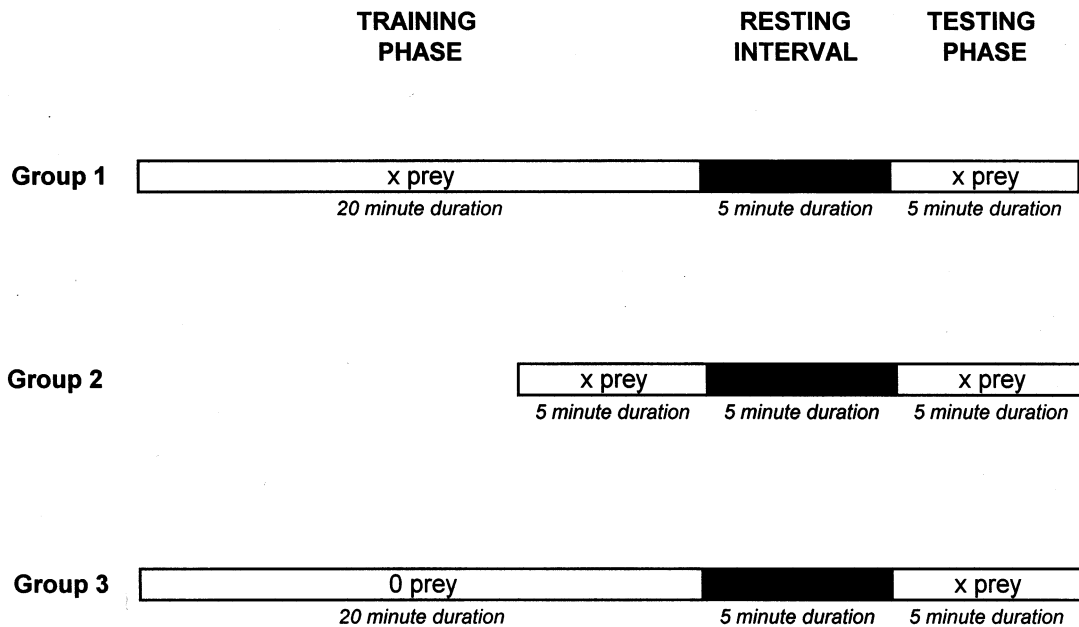 TRAINING PHASE
RESTING INTERVAL
TESTING PHASE
Group 1
x prey
x prey
20 minute duration
5 minute duration
5 minute duration
Group 2
x prey
x prey
5 minute duration
5 minute duration
5 minute duration
Group 3
0 prey
x prey
20 minute duration
5 minute duration
5 minute duration